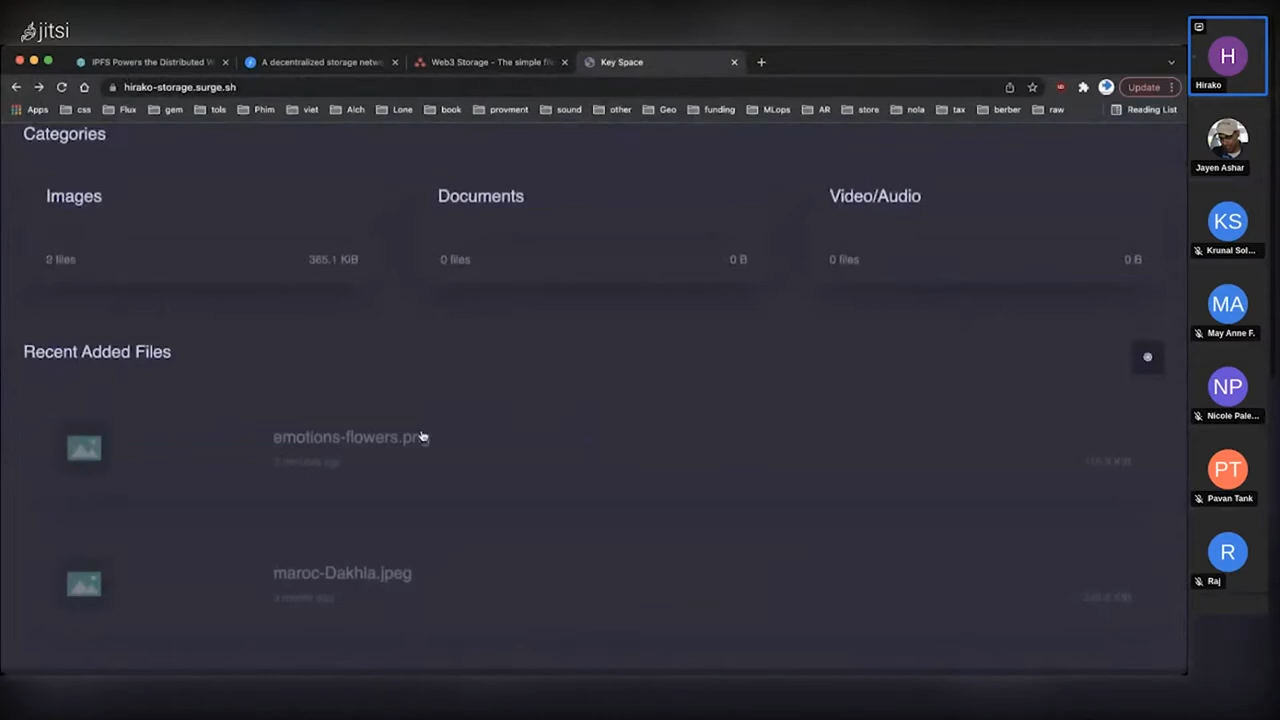 jitsi
IPFS Powers the Distributed W
A decentralized storage netw
Web3 Storage - The simple fil
Key Space
hirako-storage.surge.sh
Update
Apps css Flux gem tols Phim viet Alch Lone book provment sound other Geo funding MLops AR store nola tax berber raw Reading List
Categories
Images
Documents
Video/Audio
2 files 365.1 KiB
0 files 0 B
0 files 0 B
Recent Added Files
emotions-flowers.png
maroc-Dakhla.jpeg
H
Hirako
Jayen Ashar
KS
Krunal Sol...
MA
May Anne F.
NP
Nicole Pale...
PT
Pavan Tank
R
Raj